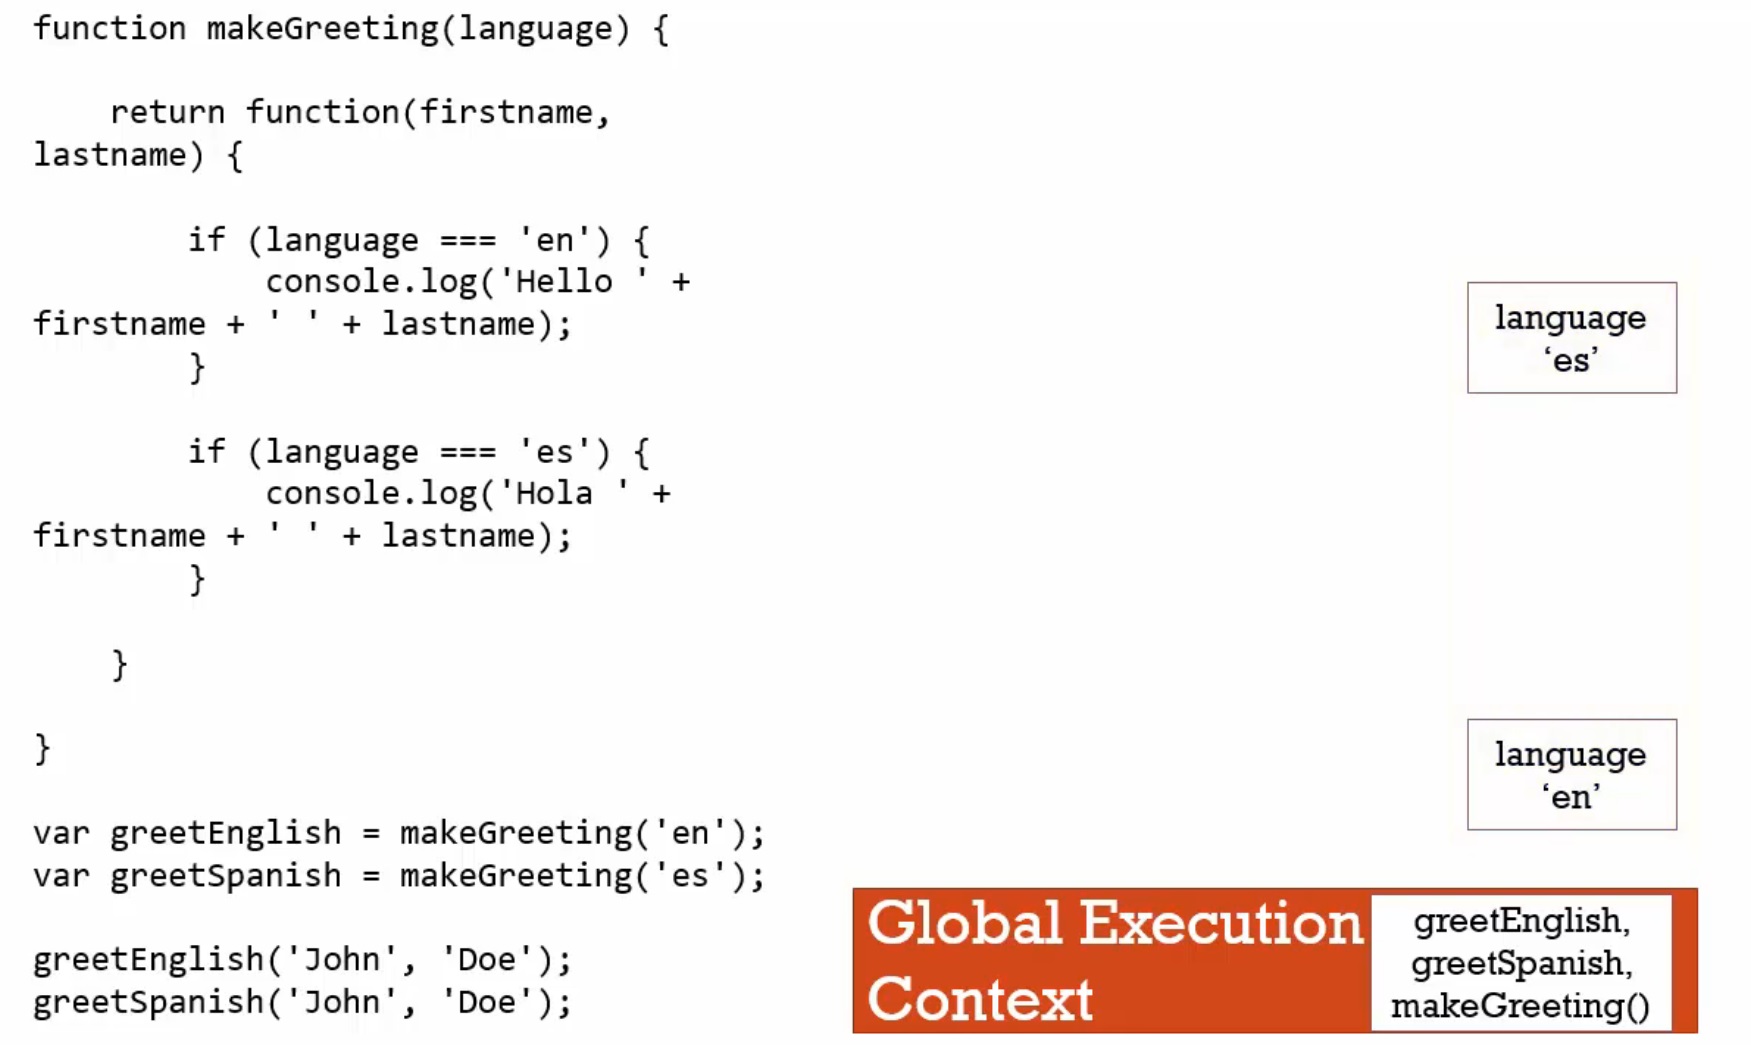 function makeGreeting(language) {
return function(firstname,
lastname) {
if (language === 'en') {
console.log('Hello ' +
firstname + ' ' + lastname);
}
if (language === 'es') {
console.log('Hola ' +
firstname + ' ' + lastname);
}
}
}
var greetEnglish = makeGreeting('en');
var greetSpanish = makeGreeting('es');
greetEnglish('John', 'Doe');
greetSpanish('John', 'Doe');
language
‘es’
language
‘en’
Global Execution
Context
greetEnglish,
greetSpanish,
makeGreeting()